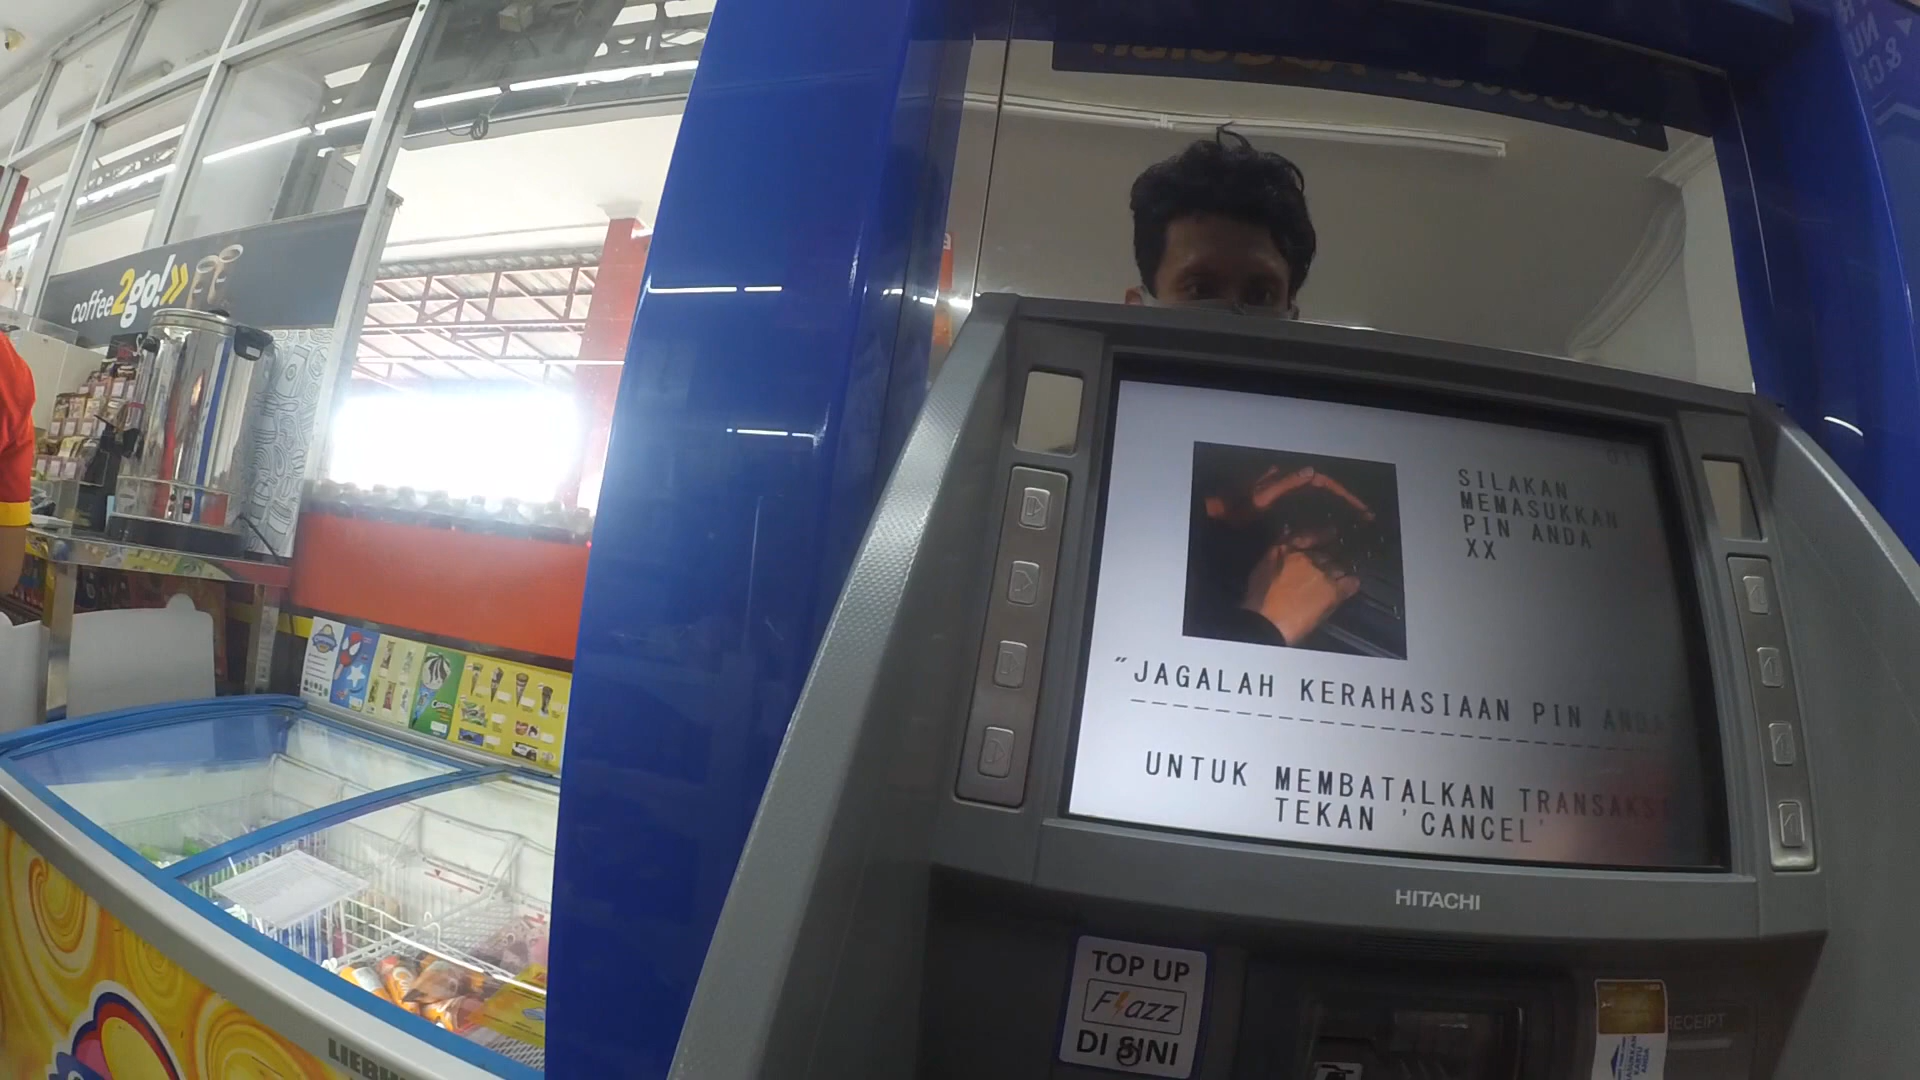 coffee2go!
SILAKAN
MEMASUKKAN
PIN ANDA
XX
"JAGALAH KERAHASIAAN PIN ANDA
UNTUK MEMBATALKAN TRANSAKSI
TEKAN 'CANCEL'
HITACHI
TOP UP
Flazz
DI SINI
RECEIPT